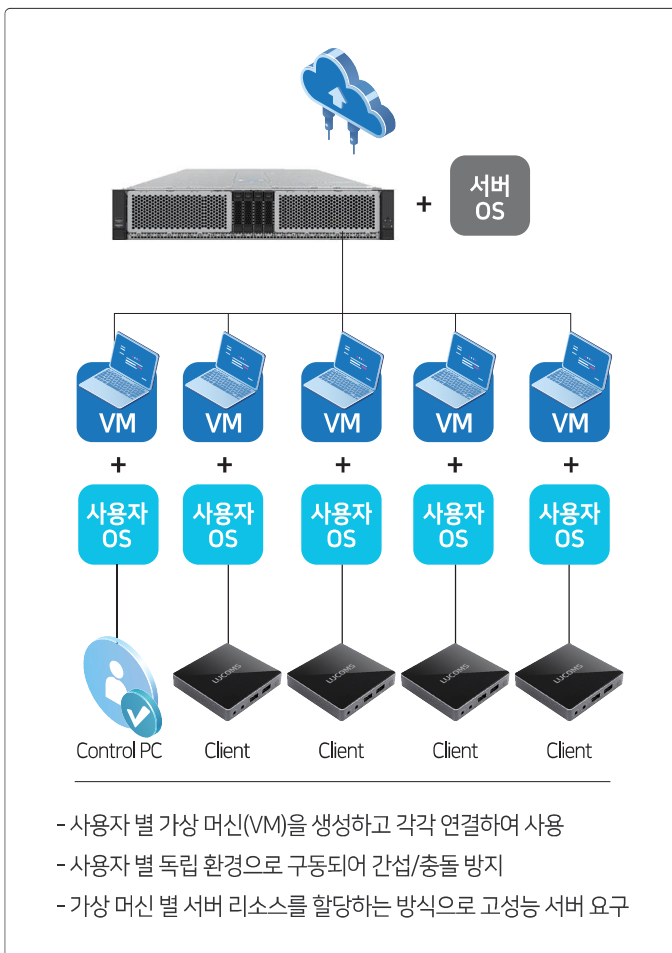 +
서버
OS
VM VM VM VM VM
+ + + + +
사용자 사용자 사용자 사용자 사용자
OS OS OS OS OS
LUCOMS LUCOMS LUCOMS LUCOMS
Control PC Client Client Client Client
- 사용자 별 가상 머신(VM)을 생성하고 각각 연결하여 사용
- 사용자 별 독립 환경으로 구동되어 간섭/충돌 방지
- 가상 머신 별 서버 리소스를 할당하는 방식으로 고성능 서버 요구